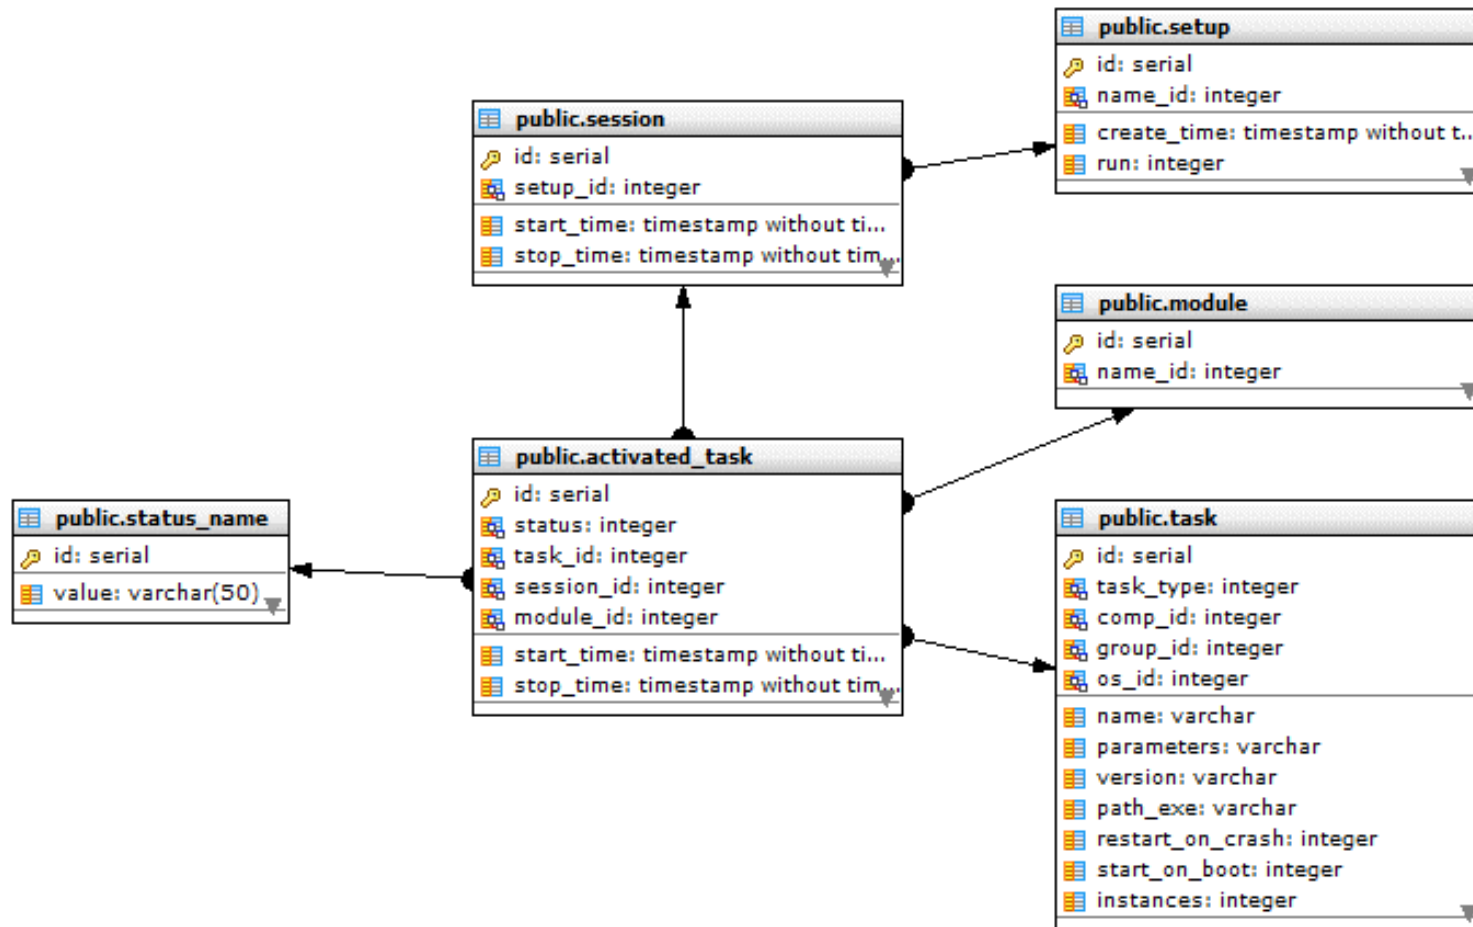 public.setup
id: serial
name_id: integer
create_time: timestamp without t...
run: integer
public.session
id: serial
setup_id: integer
start_time: timestamp without ti...
stop_time: timestamp without tim...
public.module
id: serial
name_id: integer
public.activated_task
id: serial
status: integer
task_id: integer
session_id: integer
module_id: integer
start_time: timestamp without ti...
stop_time: timestamp without tim...
public.status_name
id: serial
value: varchar(50)
public.task
id: serial
task_type: integer
comp_id: integer
group_id: integer
os_id: integer
name: varchar
parameters: varchar
version: varchar
path_exe: varchar
restart_on_crash: integer
start_on_boot: integer
instances: integer